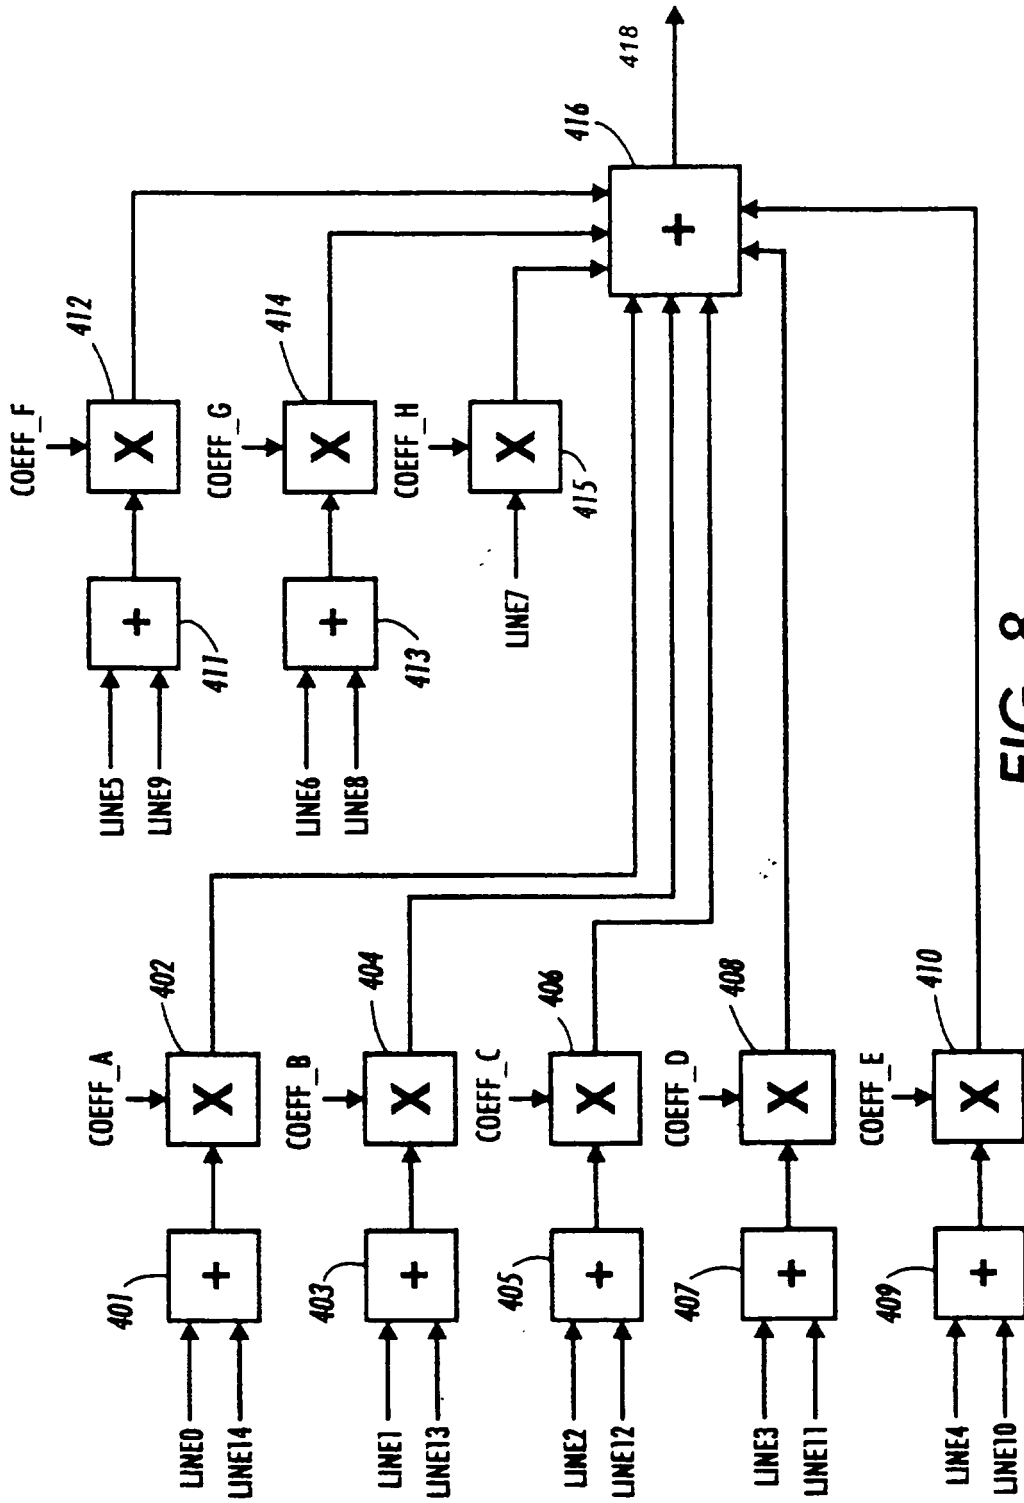 COEFF_F
412
LINE5
LINE9
411
COEFF_G
414
LINE6
LINE8
413
COEFF_H
LINE7
415
416
418
COEFF_A
402
401
LINE0
LINE14
COEFF_B
404
403
LINE1
LINE13
COEFF_C
406
405
LINE2
LINE12
COEFF_D
408
407
LINE3
LINE11
COEFF_E
410
409
LINE4
LINE10
+
X
+
X
X
+
+
X
+
X
+
X
+
X
+
X
FIG. 8